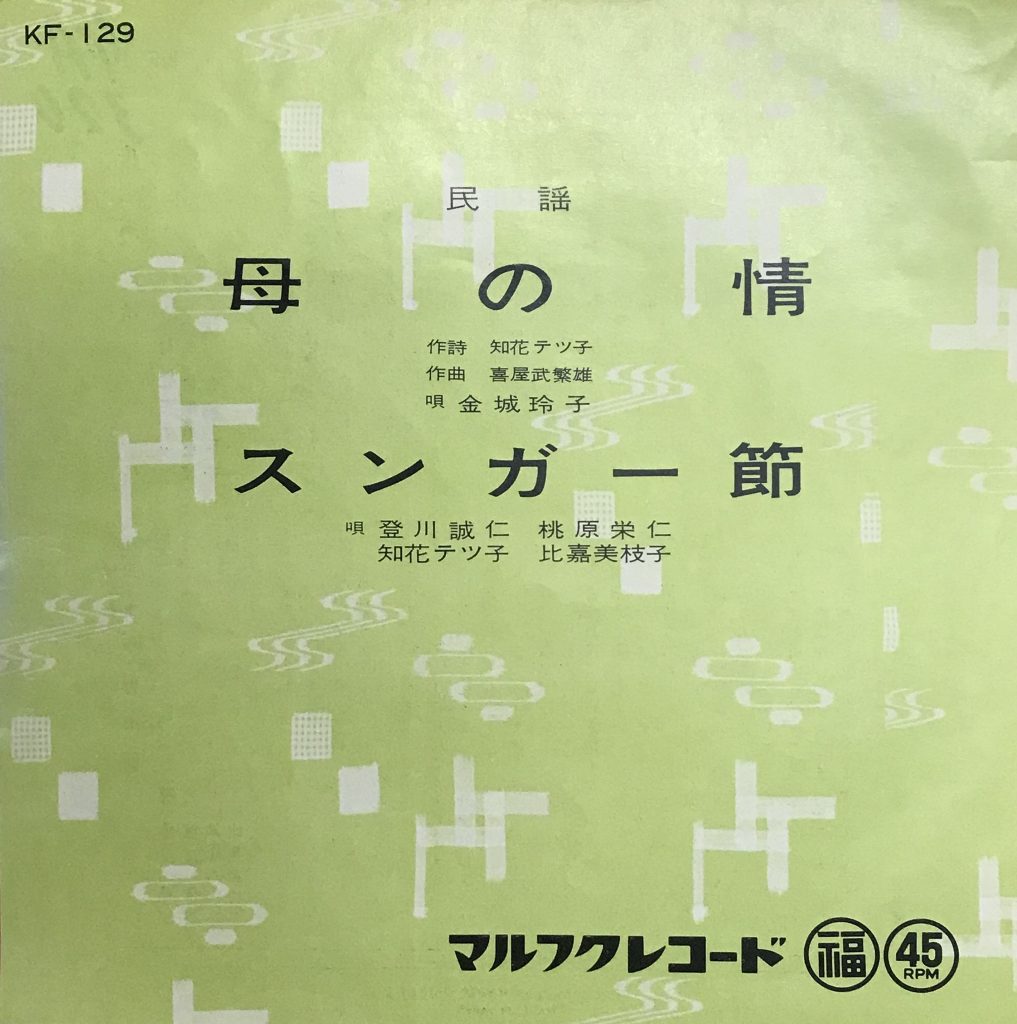 KF-129
民謡
母の情
作詩 知花テツ子
作曲 喜屋武繁雄
唄 金城玲子
スンガー節
唄 登川誠仁 桃原栄仁
知花テツ子 比嘉美枝子
マルフクレコード 福 45 RPM